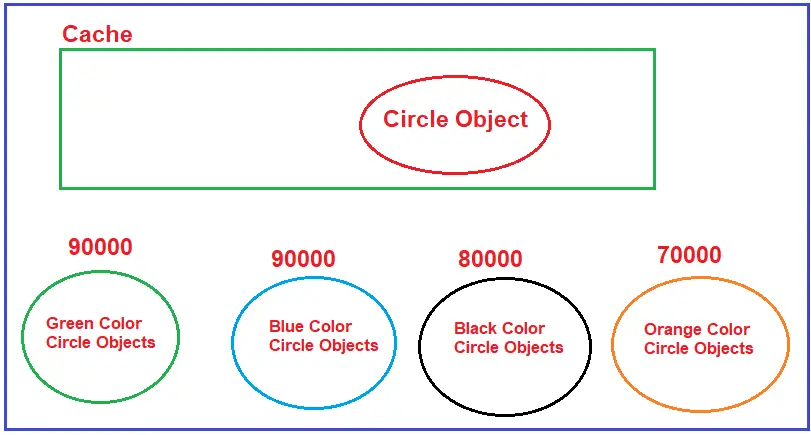 Cache
Circle Object
90000
90000
80000
70000
Green Color
Circle Objects
Blue Color
Circle Objects
Black Color
Circle Objects
Orange Color
Circle Objects